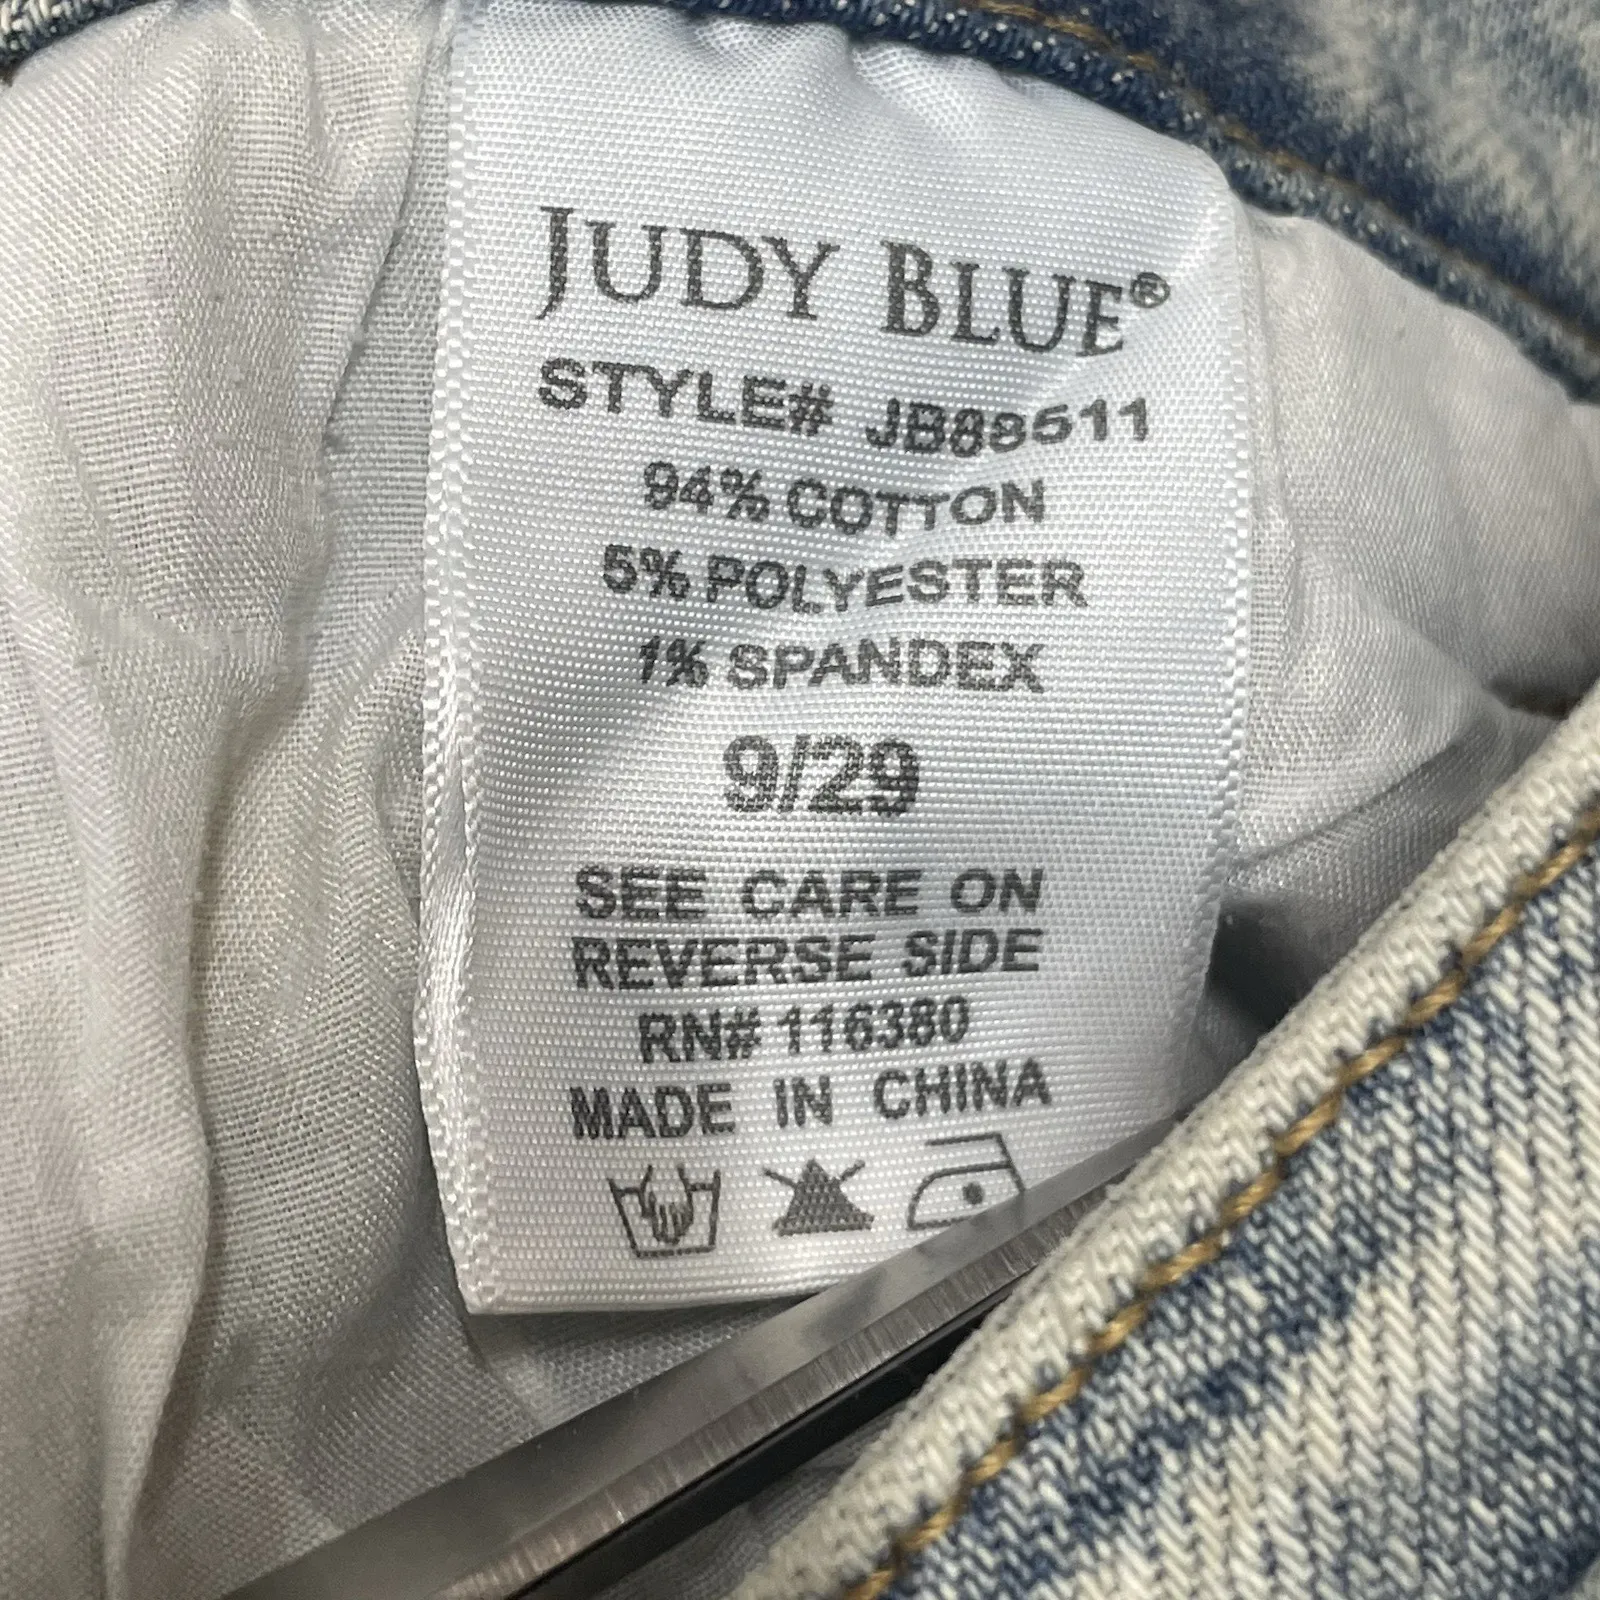 JUDY BLUE®
STYLE# JB88511
94% COTTON
5% POLYESTER
1% SPANDEX
9/29
SEE CARE ON
REVERSE SIDE
RN# 116380
MADE IN CHINA